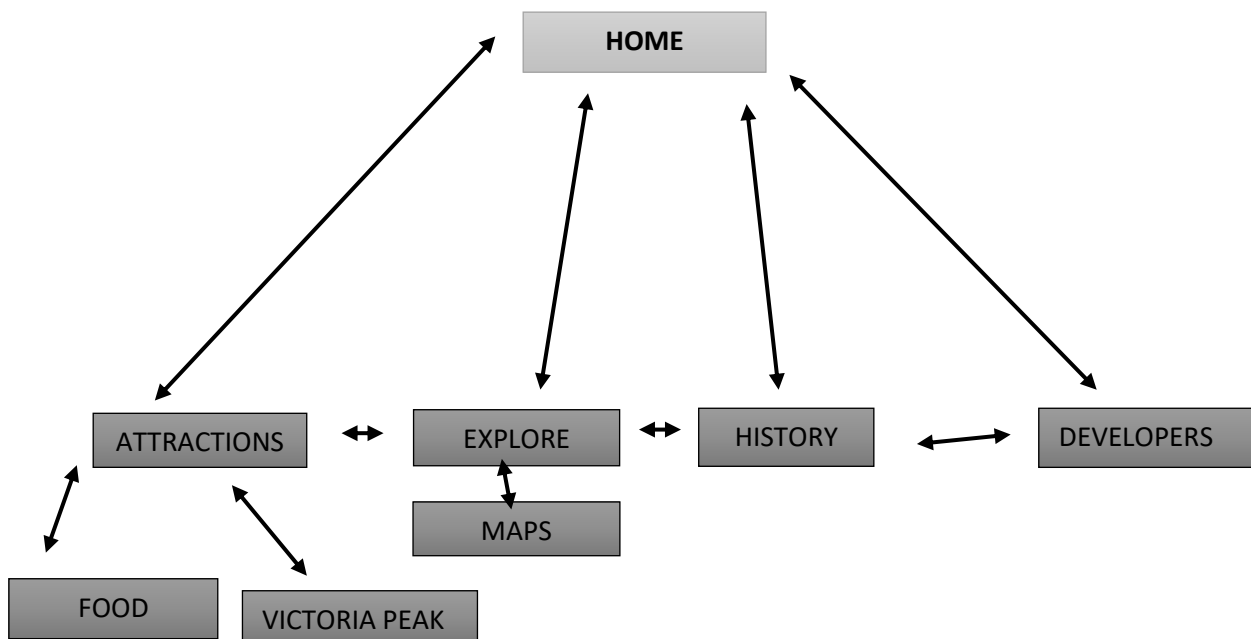 HOME
ATTRACTIONS
EXPLORE
HISTORY
DEVELOPERS
MAPS
FOOD
VICTORIA PEAK